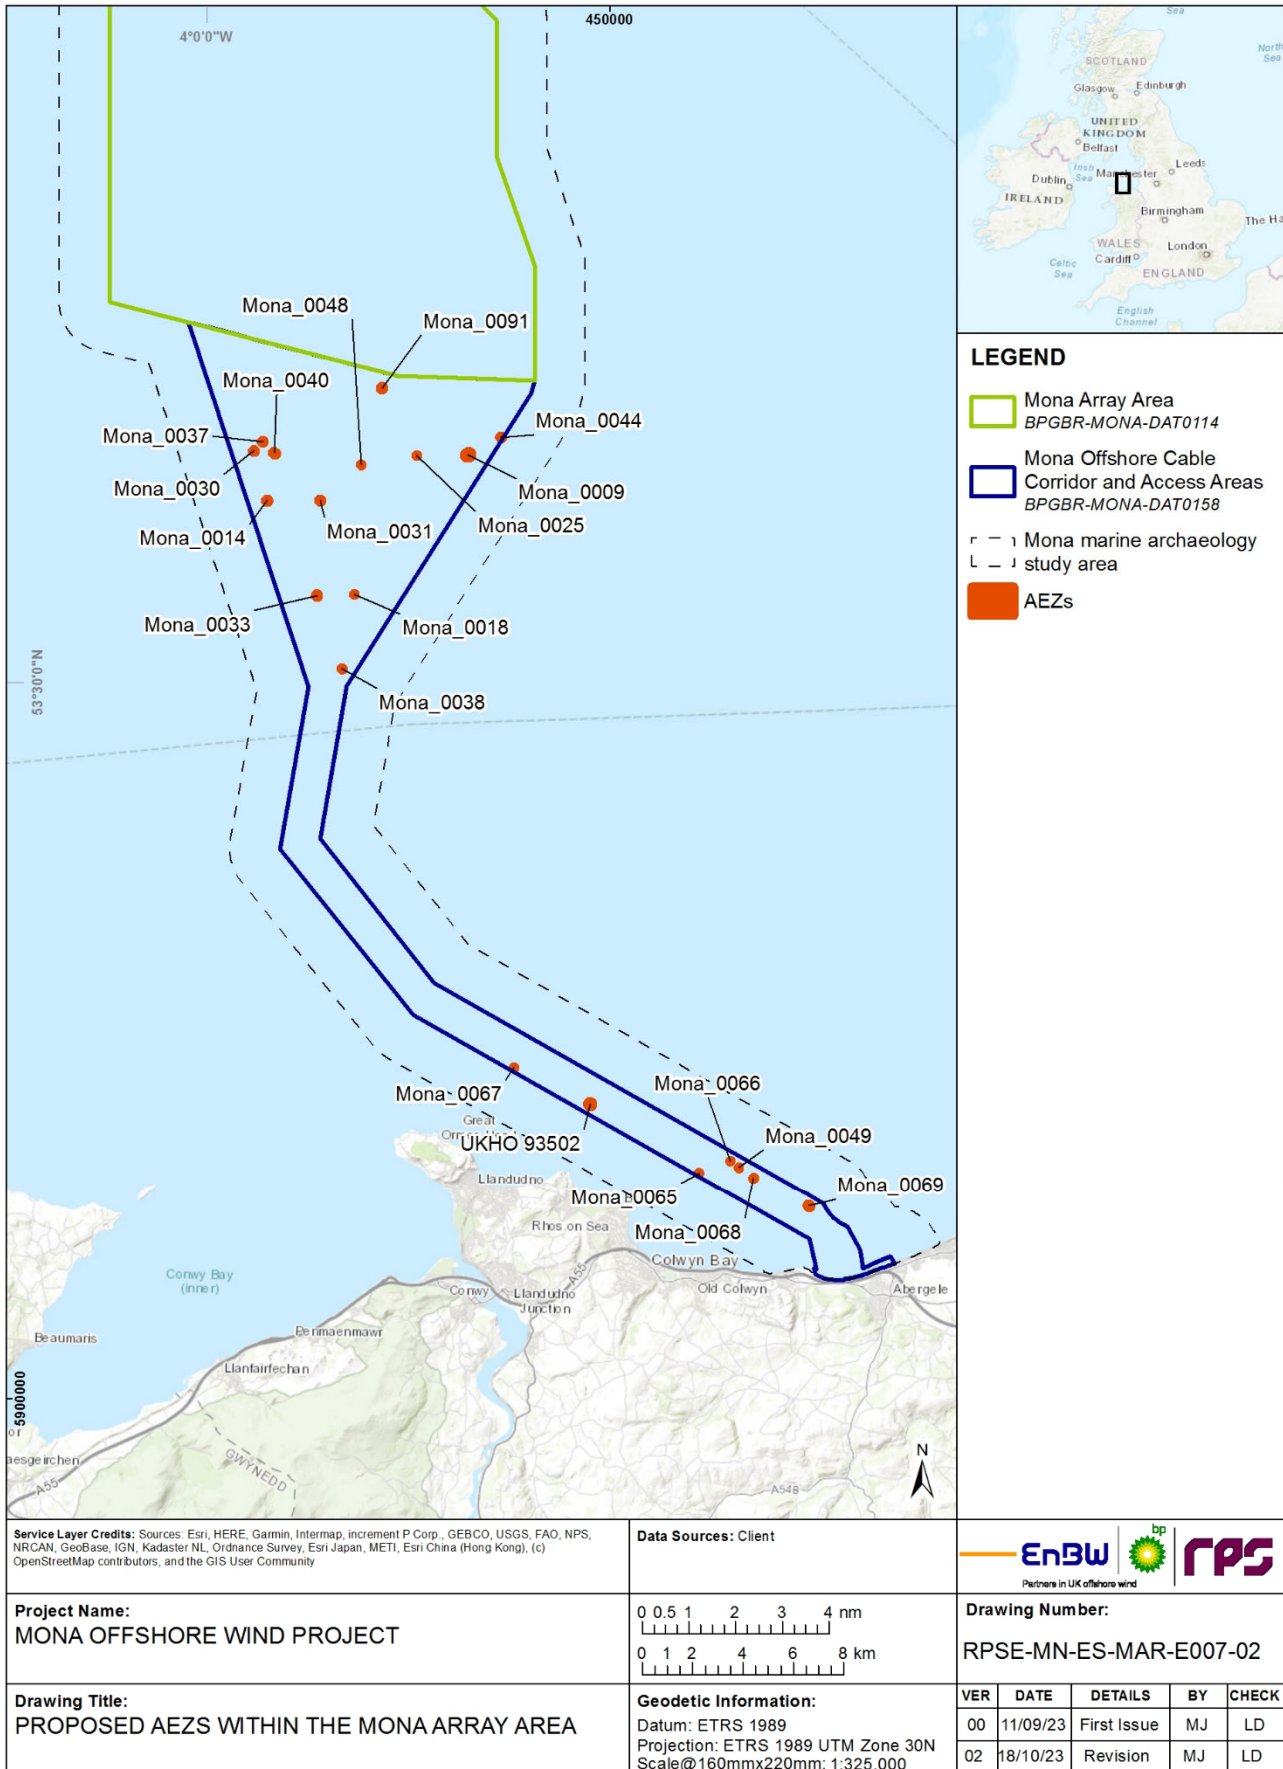 450000
4°0'0"W
53°30'0"N
5900000
Mona_0048
Mona_0091
Mona_0040
Mona_0037
Mona_0044
Mona_0030
Mona_0009
Mona_0014
Mona_0031
Mona_0025
Mona_0033
Mona_0018
Mona_0038
Mona_0067
Mona_0066
UKHO 93502
Mona_0049
Mona_0065
Mona_0069
Mona_0068
Great
Llandudno
Rhos on Sea
Colwyn Bay
Old Colwyn
Abergele
Conwy Bay
(inner)
Conwy
Llandudno
Junction
A55
Beaumaris
Penmaenmawr
Llanfairfechan
aesgeirchen
A55
GWYNEDD
A548
N
Sea
North
Sea
SCOTLAND
Glasgow
Edinburgh
UNITED
KINGDOM
Belfast
Irish
Sea
Leeds
Dublin
IRELAND
Birmingham
The Ha
WALES
Cardiff
London
ENGLAND
Celtic
Sea
English
Channel
LEGEND
Mona Array Area
BPGBR-MONA-DAT0114
Mona Offshore Cable
Corridor and Access Areas
BPGBR-MONA-DAT0158
Mona marine archaeology
study area
AEZs
Service Layer Credits: Sources: Esri, HERE, Garmin, Intermap, increment P Corp., GEBCO, USGS, FAO, NPS,
NRCAN, GeoBase, IGN, Kadaster NL, Ordnance Survey, Esri Japan, METI, Esri China (Hong Kong), (c)
OpenStreetMap contributors, and the GIS User Community
Data Sources: Client
EnBW
bp
rps
Partners in UK offshore wind
Project Name:
MONA OFFSHORE WIND PROJECT
0 0.5 1 2 3 4 nm
0 1 2 4 6 8 km
Drawing Number:
RPSE-MN-ES-MAR-E007-02
Drawing Title:
PROPOSED AEZS WITHIN THE MONA ARRAY AREA
Geodetic Information:
Datum: ETRS 1989
Projection: ETRS 1989 UTM Zone 30N
Scale@160mmx220mm: 1:325,000
VER DATE DETAILS BY CHECK
00 11/09/23 First Issue MJ LD
02 18/10/23 Revision MJ LD